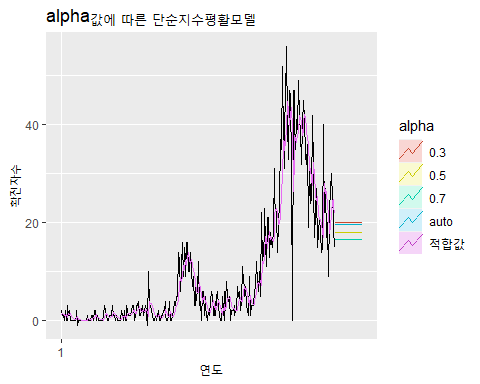 alpha값에 따른 단순지수평활모델
확진자수
40
20
0
1
연도
alpha
0.3
0.5
0.7
auto
적합값